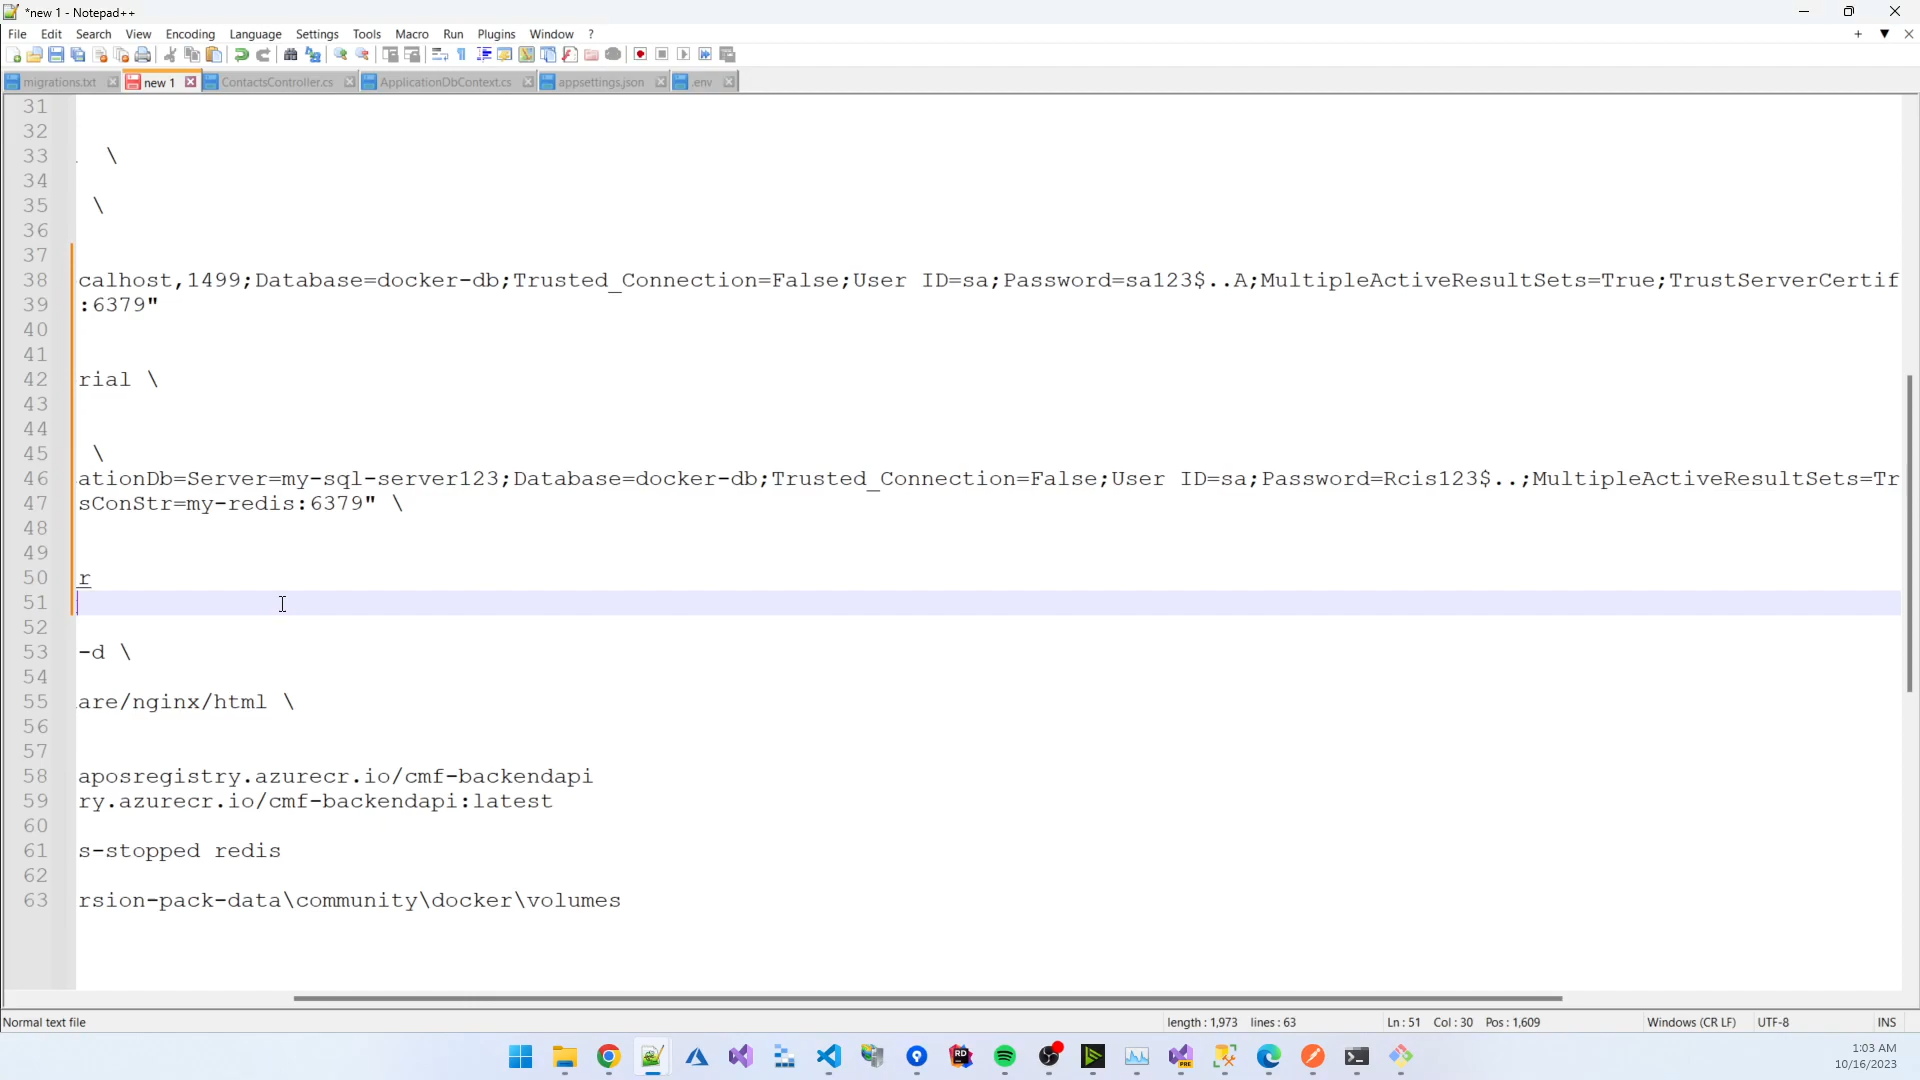 *new 1 - Notepad++
File Edit Search View Encoding Language Settings Tools Macro Run Plugins Window ?
migrations.txt new 1 ContactsController.cs ApplicationDbContext.cs appsettings.json .env
31
32
33 \
34
35 \
36
37
38 calhost,1499;Database=docker-db;Trusted_Connection=False;User ID=sa;Password=sa123$..A;MultipleActiveResultSets=True;TrustServerCertif
39 :6379"
40
41
42 rial \
43
44
45 \
46 ationDb=Server=my-sql-server123;Database=docker-db;Trusted_Connection=False;User ID=sa;Password=Rcis123$..;MultipleActiveResultSets=Tr
47 sConStr=my-redis:6379" \
48
49
50 r
51
52
53 -d \
54
55 are/nginx/html \
56
57
58 aposregistry.azurecr.io/cmf-backendapi
59 ry.azurecr.io/cmf-backendapi:latest
60
61 s-stopped redis
62
63 rsion-pack-data\community\docker\volumes
Normal text file length : 1,973 lines : 63 Ln : 51 Col : 30 Pos : 1,609 Windows (CR LF) UTF-8 INS
1:03 AM
10/16/2023